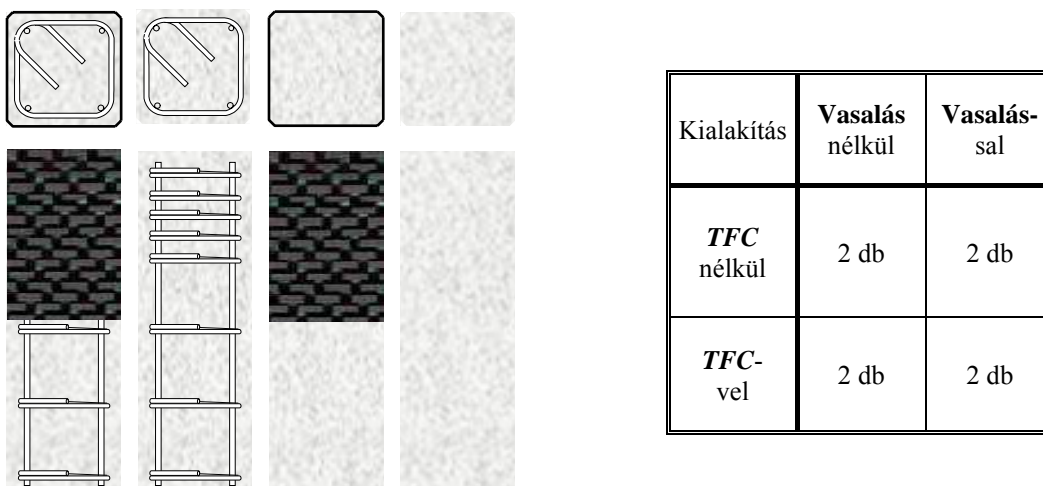 Kialakítás
Vasalás
nélkül
Vasalás-
sal
TFC
nélkül
2 db
2 db
TFC-
vel
2 db
2 db